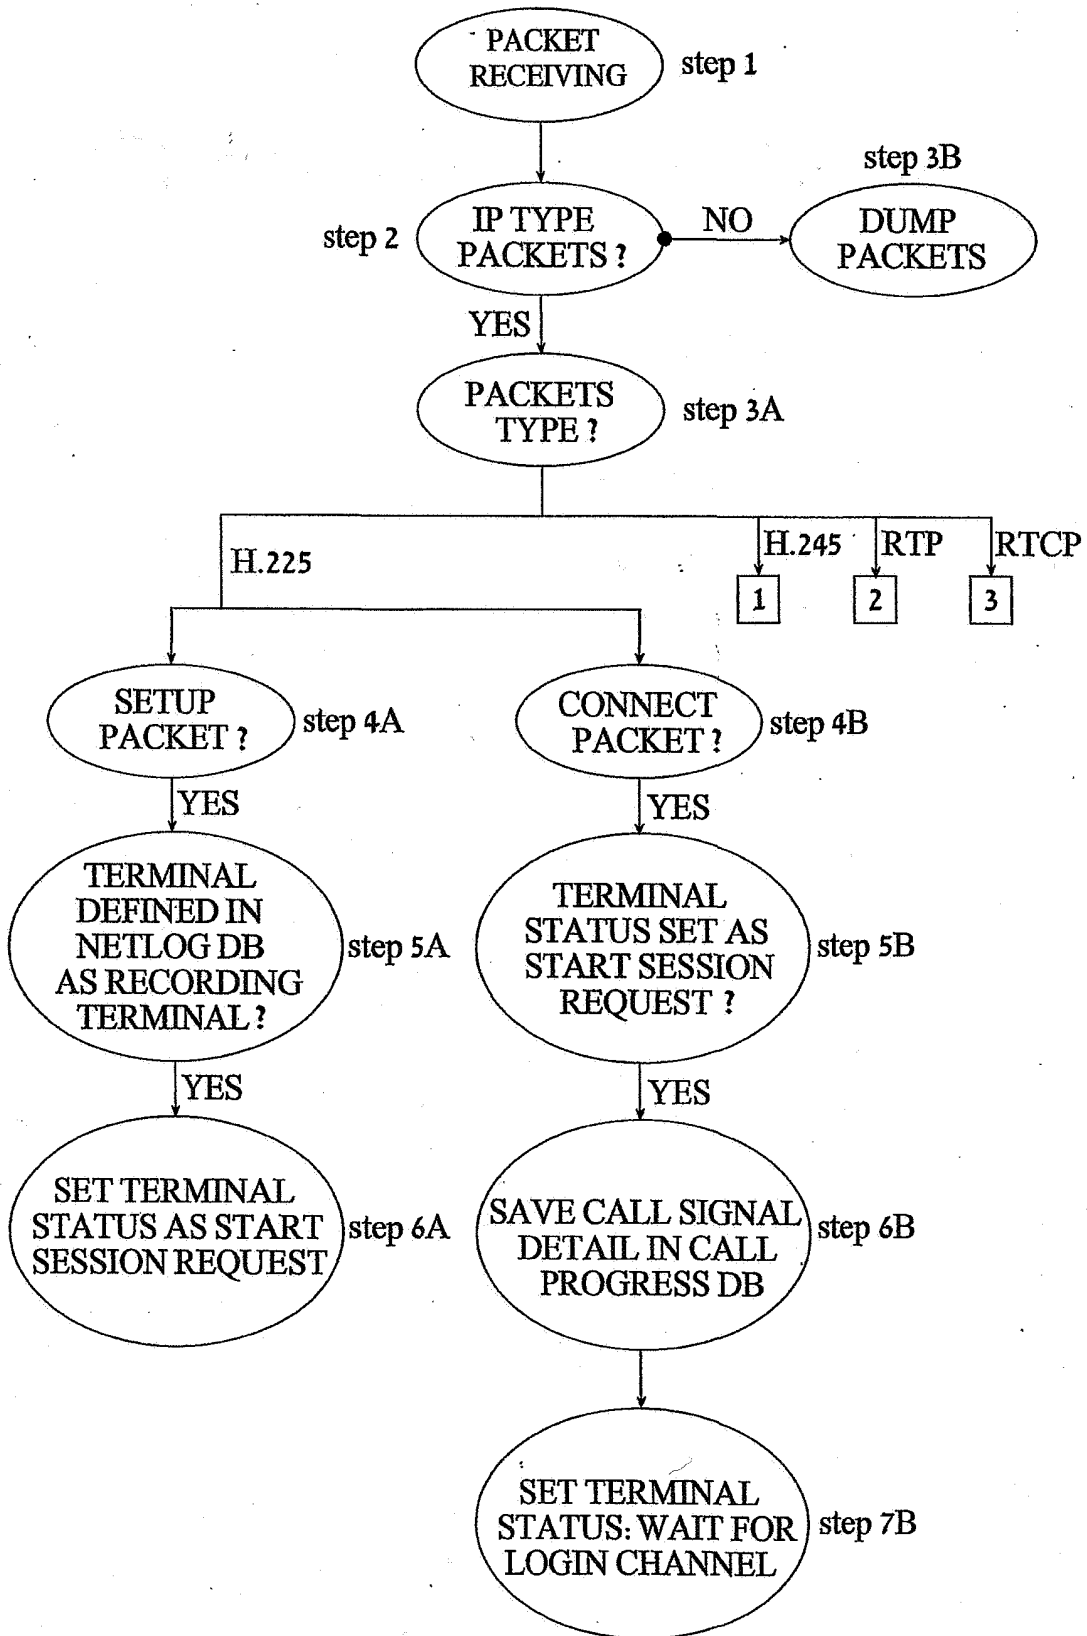 PACKET
RECEIVING
step 1
step 3B
step 2
IP TYPE
PACKETS ?
NO
DUMP
PACKETS
YES
PACKETS
TYPE ?
step 3A
H.225
H.245
RTP
RTCP
1
2
3
SETUP
PACKET ?
step 4A
CONNECT
PACKET ?
step 4B
YES
YES
TERMINAL
DEFINED IN
NETLOG DB
AS RECORDING
TERMINAL ?
step 5A
TERMINAL
STATUS SET AS
START SESSION
REQUEST ?
step 5B
YES
YES
SET TERMINAL
STATUS AS START
SESSION REQUEST
step 6A
SAVE CALL SIGNAL
DETAIL IN CALL
PROGRESS DB
step 6B
SET TERMINAL
STATUS: WAIT FOR
LOGIN CHANNEL
step 7B